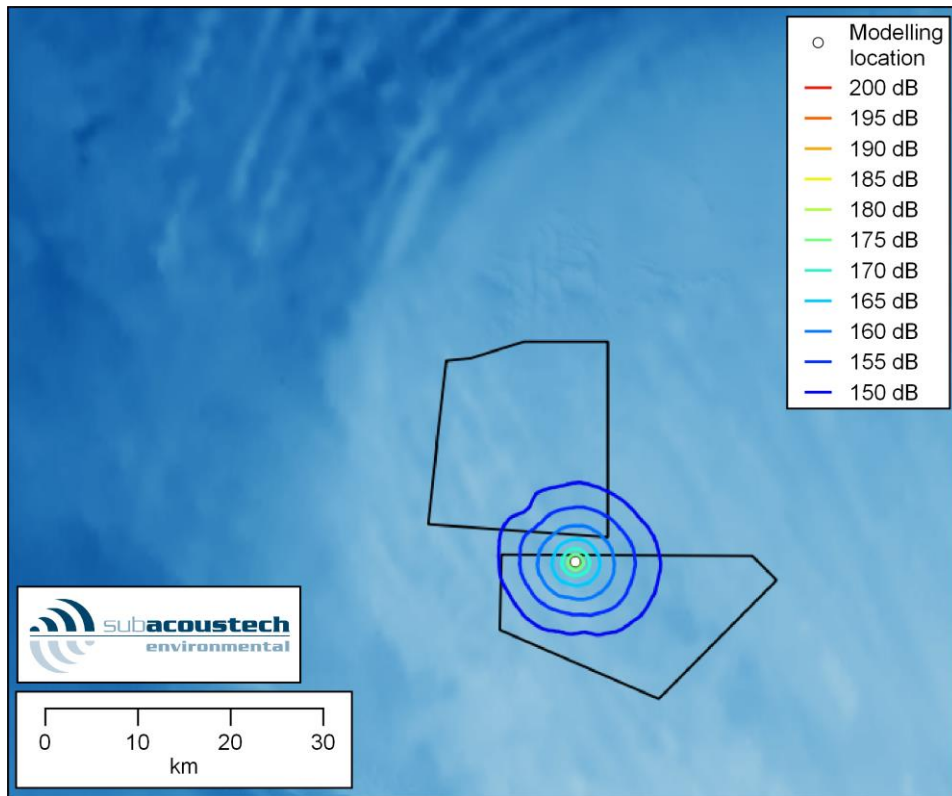 Modelling
location
200 dB
195 dB
190 dB
185 dB
180 dB
175 dB
170 dB
165 dB
160 dB
155 dB
150 dB
subacoustech
environmental
0 10 20 30
km